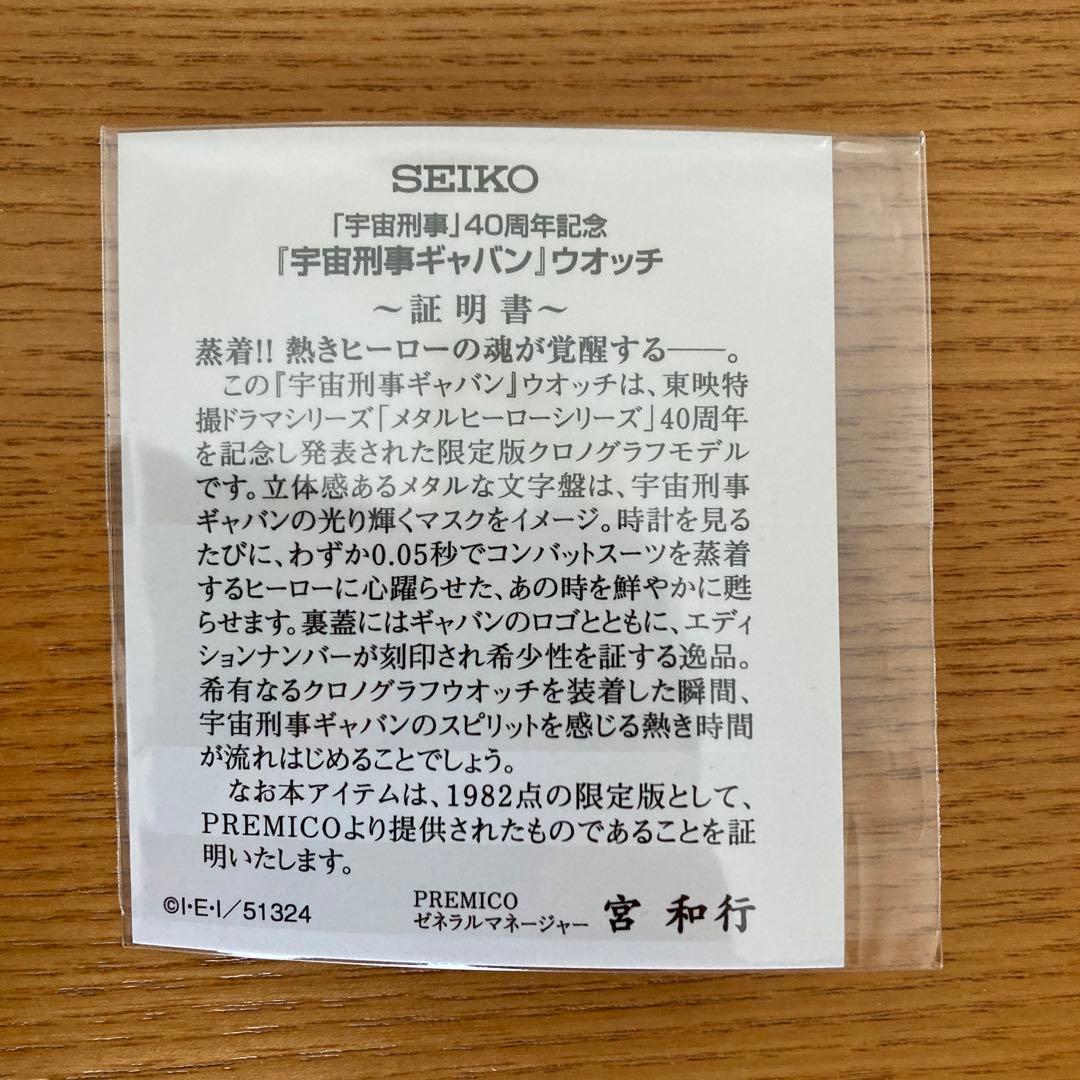 SEIKO
「宇宙刑事」40周年記念
『宇宙刑事ギャバン』ウオッチ
～証明書～
蒸着!! 熱きヒーローの魂が覚醒する——。
この『宇宙刑事ギャバン』ウオッチは、東映特
撮ドラマシリーズ「メタルヒーローシリーズ」40周年
を記念し発表された限定版クロノグラフモデル
です。立体感あるメタルな文字盤は、宇宙刑事
ギャバンの光り輝くマスクをイメージ。時計を見る
たびに、わずか0.05秒でコンバットスーツを蒸着
するヒーローに心躍らせた、あの時を鮮やかに甦
らせます。裏蓋にはギャバンのロゴとともに、エディ
ションナンバーが刻印され希少性を証する逸品。
希有なるクロノグラフウオッチを装着した瞬間、
宇宙刑事ギャバンのスピリットを感じる熱き時間
が流れはじめることでしょう。
なお本アイテムは、1982点の限定版として、
PREMICOより提供されたものであることを証
明いたします。
©I・E・I／51324
PREMICO
ゼネラルマネージャー 宮 和行